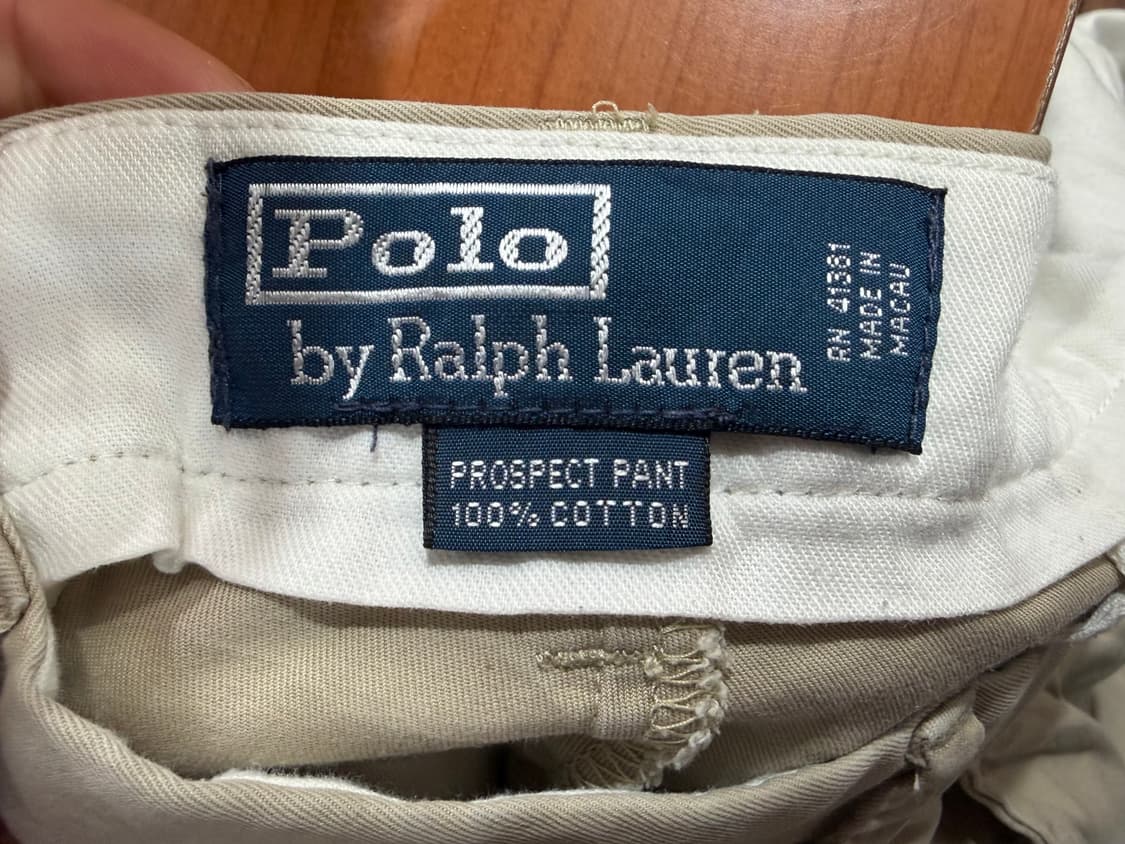 Polo
by Ralph Lauren
RN 41381
MADE IN
MACAU
PROSPECT PANT
100% COTTON